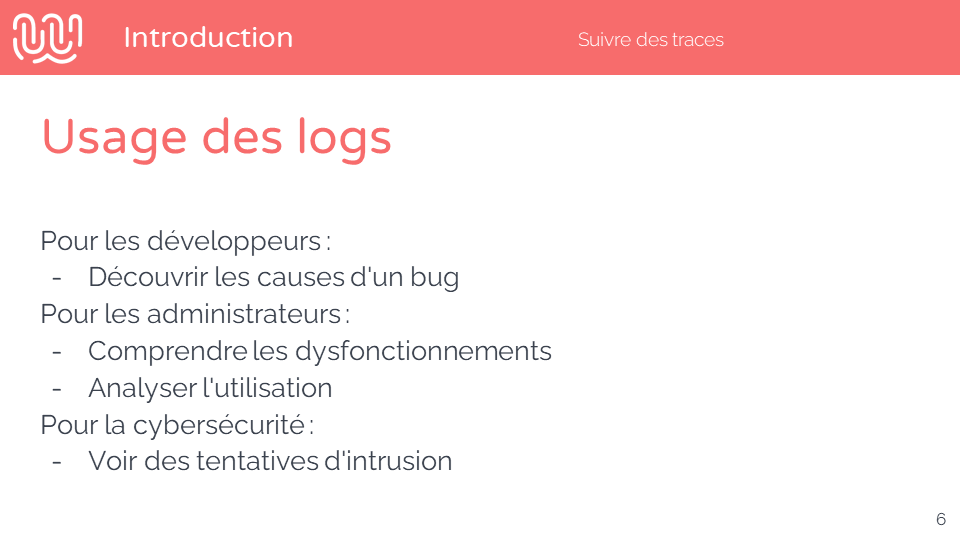 Introduction
Suivre des traces
Usage des logs
Pour les développeurs :
- Découvrir les causes d'un bug
Pour les administrateurs :
- Comprendre les dysfonctionnements
- Analyser l'utilisation
Pour la cybersécurité :
- Voir des tentatives d'intrusion
6